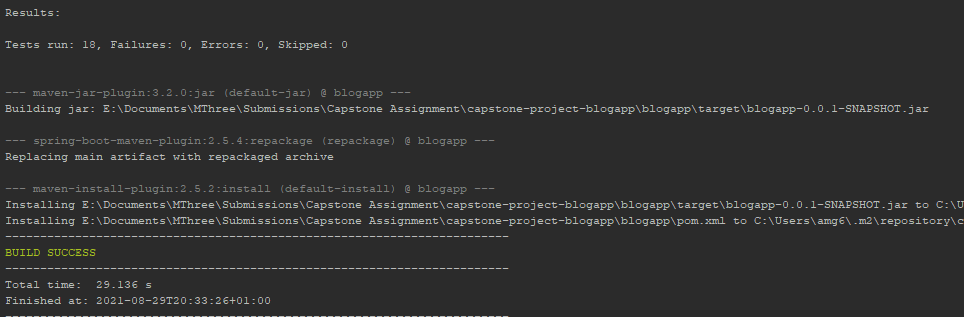 Results:
Tests run: 18, Failures: 0, Errors: 0, Skipped: 0
--- maven-jar-plugin:3.2.0:jar (default-jar) @ blogapp ---
Building jar: E:\Documents\MThree\Submissions\Capstone Assignment\capstone-project-blogapp\blogapp\target\blogapp-0.0.1-SNAPSHOT.jar
--- spring-boot-maven-plugin:2.5.4:repackage (repackage) @ blogapp ---
Replacing main artifact with repackaged archive
--- maven-install-plugin:2.5.2:install (default-install) @ blogapp ---
Installing E:\Documents\MThree\Submissions\Capstone Assignment\capstone-project-blogapp\blogapp\target\blogapp-0.0.1-SNAPSHOT.jar to C:\U
Installing E:\Documents\MThree\Submissions\Capstone Assignment\capstone-project-blogapp\blogapp\pom.xml to C:\Users\amg6\.m2\repository\c
------------------------------------------------------------------------
BUILD SUCCESS
------------------------------------------------------------------------
Total time:  29.136 s
Finished at: 2021-08-29T20:33:26+01:00
------------------------------------------------------------------------